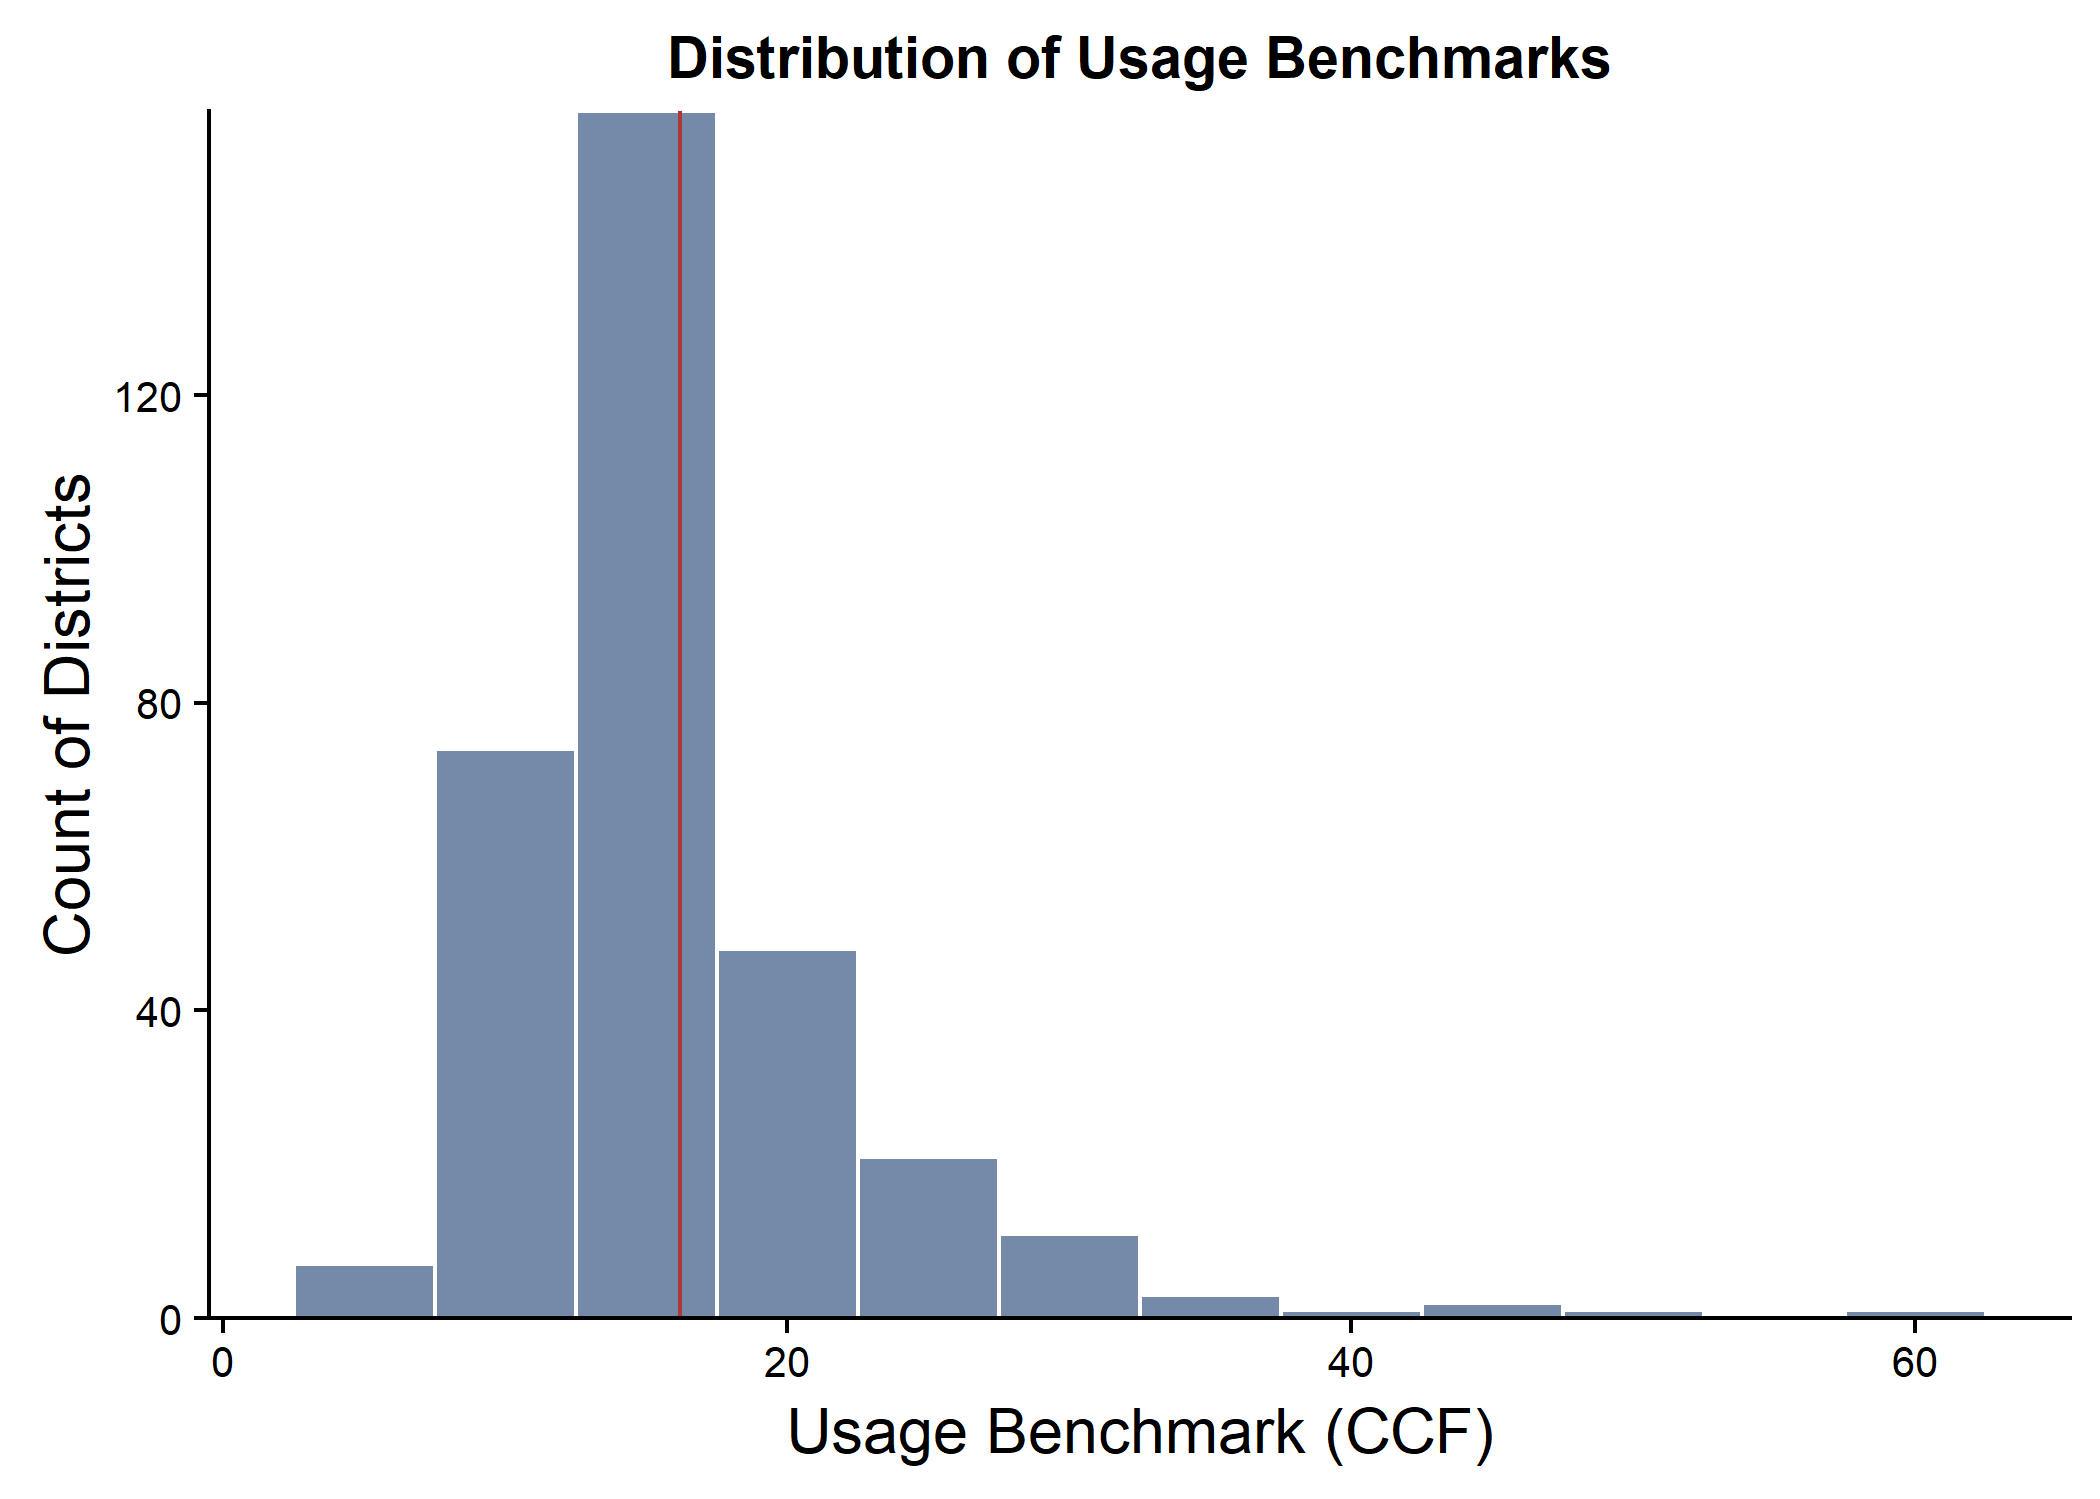 Distribution of Usage Benchmarks
120
80
40
0
Count of Districts
0 20 40 60
Usage Benchmark (CCF)